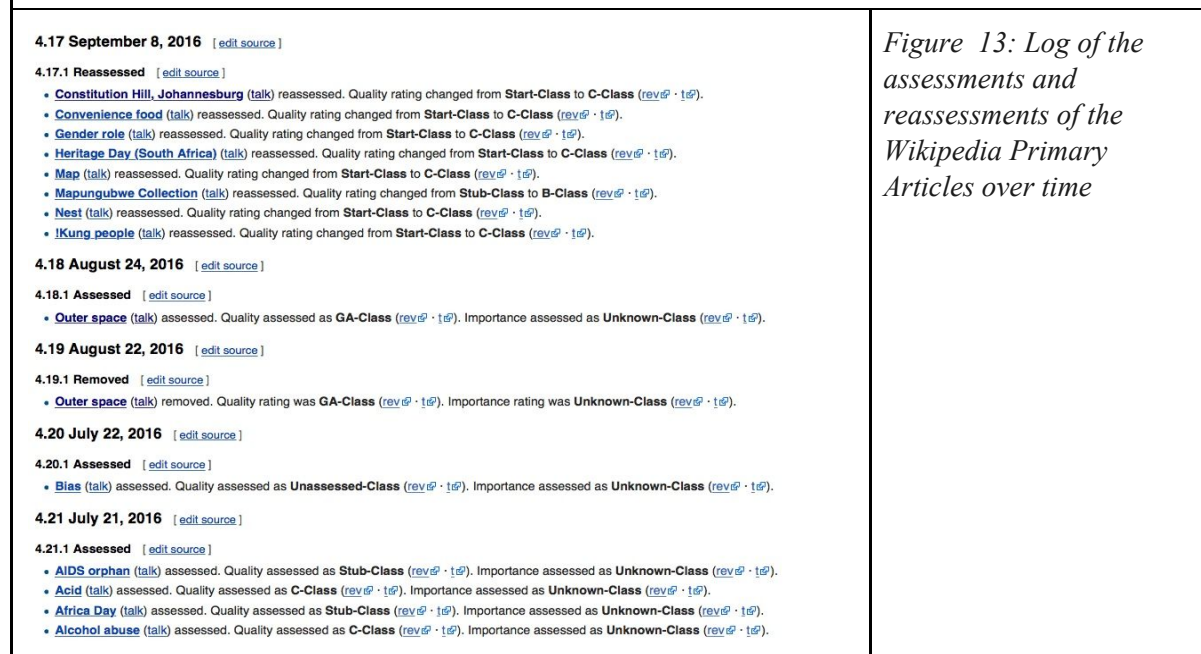 4.17 September 8, 2016 [ edit source ]
4.17.1 Reassessed [ edit source ]
• Constitution Hill, Johannesburg (talk) reassessed. Quality rating changed from Start-Class to C-Class (rev · t).
• Convenience food (talk) reassessed. Quality rating changed from Start-Class to C-Class (rev · t).
• Gender role (talk) reassessed. Quality rating changed from Start-Class to C-Class (rev · t).
• Heritage Day (South Africa) (talk) reassessed. Quality rating changed from Start-Class to C-Class (rev · t).
• Map (talk) reassessed. Quality rating changed from Start-Class to C-Class (rev · t).
• Mapungubwe Collection (talk) reassessed. Quality rating changed from Stub-Class to B-Class (rev · t).
• Nest (talk) reassessed. Quality rating changed from Start-Class to C-Class (rev · t).
• !Kung people (talk) reassessed. Quality rating changed from Start-Class to C-Class (rev · t).
4.18 August 24, 2016 [ edit source ]
4.18.1 Assessed [ edit source ]
• Outer space (talk) assessed. Quality assessed as GA-Class (rev · t). Importance assessed as Unknown-Class (rev · t).
4.19 August 22, 2016 [ edit source ]
4.19.1 Removed [ edit source ]
• Outer space (talk) removed. Quality rating was GA-Class (rev · t). Importance rating was Unknown-Class (rev · t).
4.20 July 22, 2016 [ edit source ]
4.20.1 Assessed [ edit source ]
• Bias (talk) assessed. Quality assessed as Unassessed-Class (rev · t). Importance assessed as Unknown-Class (rev · t).
4.21 July 21, 2016 [ edit source ]
4.21.1 Assessed [ edit source ]
• AIDS orphan (talk) assessed. Quality assessed as Stub-Class (rev · t). Importance assessed as Unknown-Class (rev · t).
• Acid (talk) assessed. Quality assessed as C-Class (rev · t). Importance assessed as Unknown-Class (rev · t).
• Africa Day (talk) assessed. Quality assessed as Stub-Class (rev · t). Importance assessed as Unknown-Class (rev · t).
• Alcohol abuse (talk) assessed. Quality assessed as C-Class (rev · t). Importance assessed as Unknown-Class (rev · t).
Figure 13: Log of the
assessments and
reassessments of the
Wikipedia Primary
Articles over time